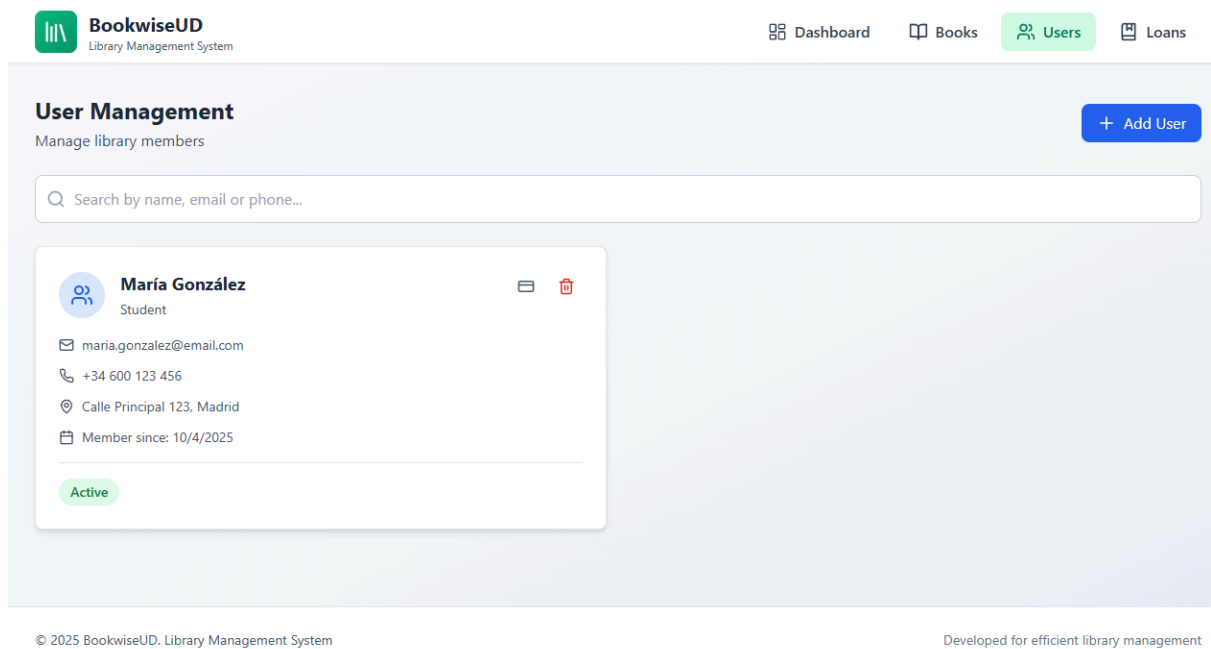 BookwiseUD
Library Management System
Dashboard
Books
Users
Loans
User Management
Manage library members
Add User
Search by name, email or phone...
María González
Student
maria.gonzalez@email.com
+34 600 123 456
Calle Principal 123, Madrid
Member since: 10/4/2025
Active
© 2025 BookwiseUD. Library Management System
Developed for efficient library management